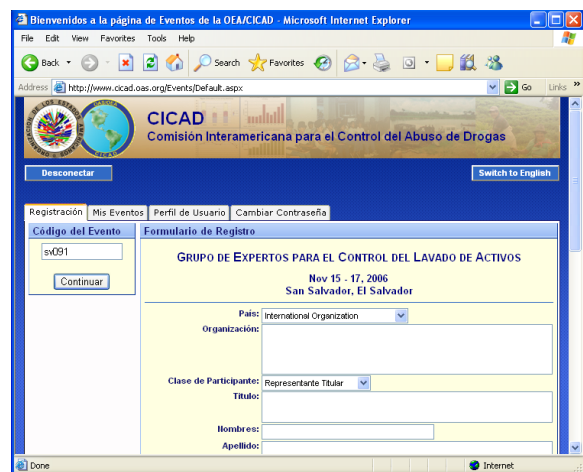 Bienvenidos a la página de Eventos de la OEA/CICAD - Microsoft Internet Explorer
File Edit View Favorites Tools Help
Back Search Favorites
Address http://www.cicad.oas.org/Events/Default.aspx Go Links »
CICAD
Comisión Interamericana para el Control del Abuso de Drogas
Desconectar Switch to English
Registración Mis Eventos Perfil de Usuario Cambiar Contraseña
Código del Evento Formulario de Registro
sv091
Continuar
GRUPO DE EXPERTOS PARA EL CONTROL DEL LAVADO DE ACTIVOS
Nov 15 - 17, 2006
San Salvador, El Salvador
País: International Organization
Organización:
Clase de Participante: Representante Titular
Título:
Nombres:
Apellido:
Done Internet